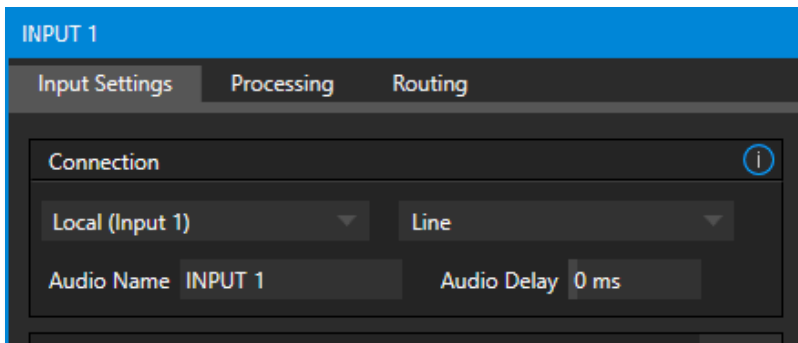 INPUT 1
Input Settings Processing Routing
Connection
Local (Input 1) Line
Audio Name INPUT 1 Audio Delay 0 ms